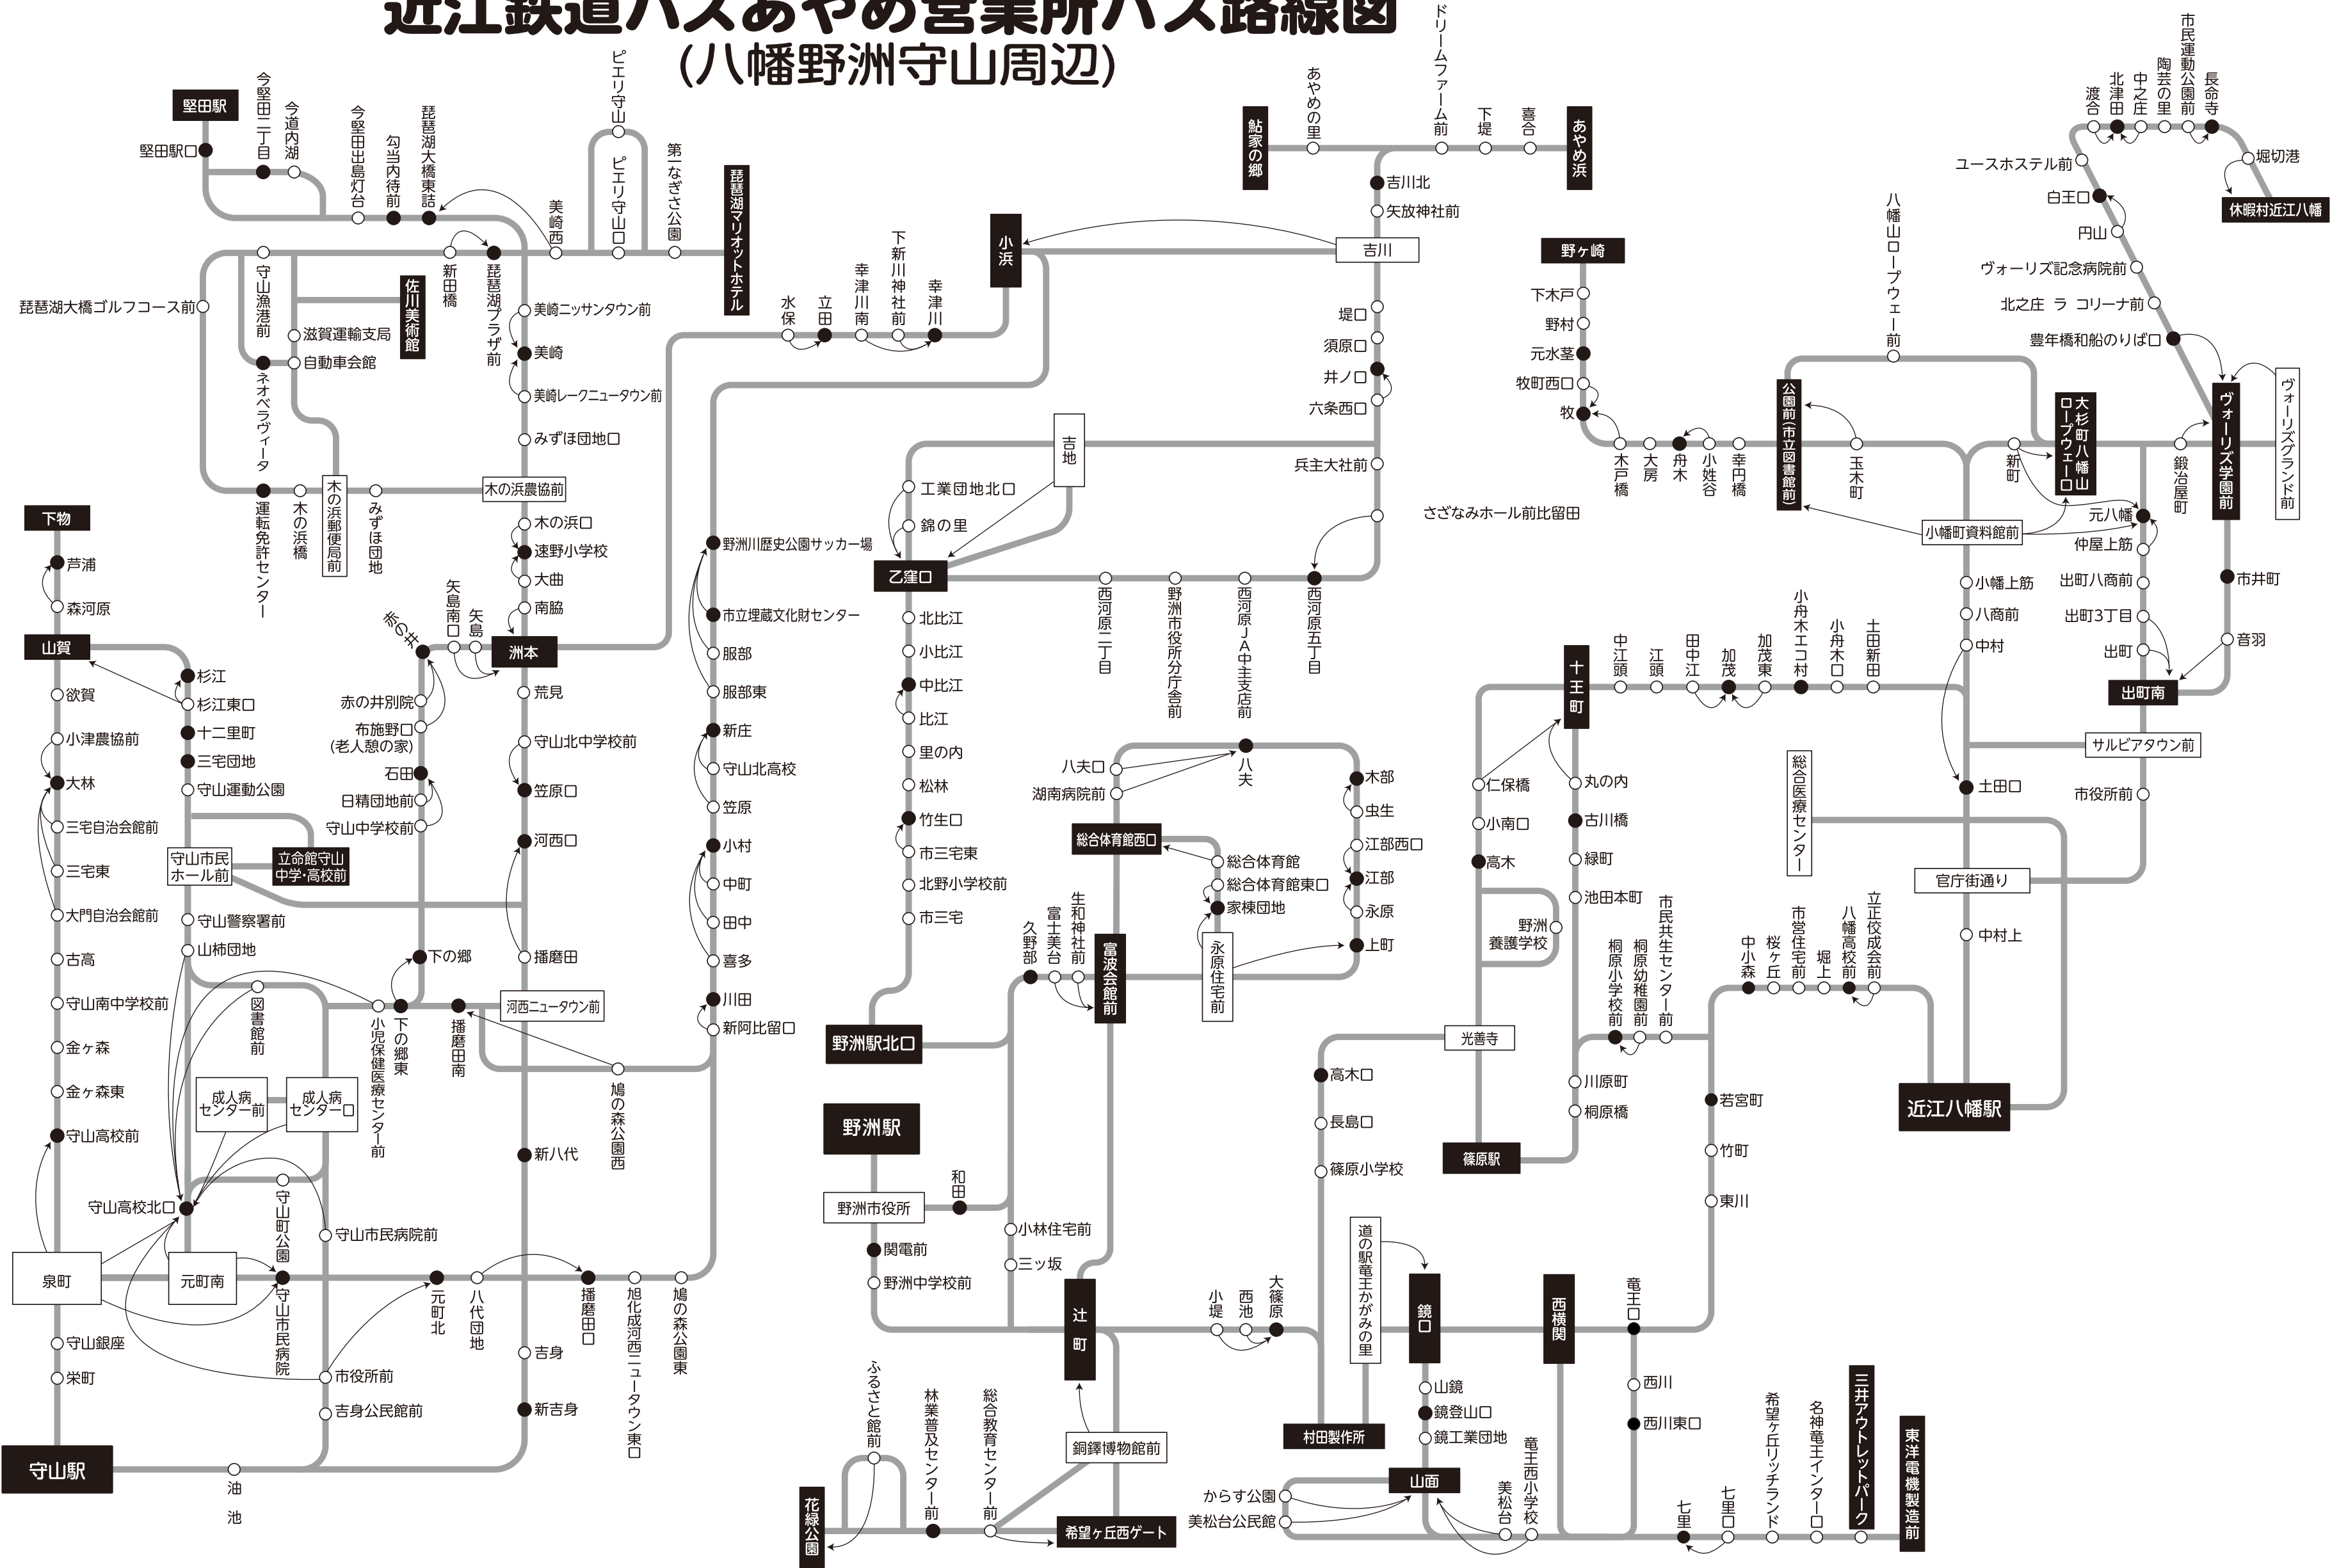 近江鉄道バスあやめ営業所バス路線図
(八幡野洲守山周辺)
堅田駅
堅田駅口
今堅田二丁目
今道内湖
今堅田出島灯台
勾当内待前
琵琶湖大橋東詰
美崎西
ピエリ守山
ピエリ守山口
第一なぎさ公園
琵琶湖マリオットホテル
守山漁港前
新田橋
琵琶湖プラザ前
佐川美術館
琵琶湖大橋ゴルフコース前
滋賀運輸支局
自動車会館
ネオベラヴィータ
美崎ニッサンタウン前
美崎
美崎レークニュータウン前
みずほ団地口
運転免許センター
木の浜橋
木の浜郵便局前
みずほ団地
木の浜農協前
木の浜口
速野小学校
大曲
南脇
洲本
矢島
矢島南口
赤の井
赤の井別院
布施野口
(老人憩の家)
石田
日精団地前
守山中学校前
下の郷
荒見
守山北中学校前
笠原口
河西口
播磨田
河西ニュータウン前
播磨田南
下の郷東
小児保健医療センター前
鳩の森公園西
新八代
吉身
新吉身
下物
芦浦
森河原
山賀
欲賀
小津農協前
大林
三宅自治会館前
三宅東
大門自治会館前
古高
守山南中学校前
金ヶ森
金ヶ森東
守山高校前
泉町
守山銀座
栄町
守山駅
油池
杉江
杉江東口
十二里町
三宅団地
守山運動公園
守山市民
ホール前
立命館守山
中学・高校前
守山警察署前
山柿団地
図書館前
成人病
センター前
成人病
センター口
守山高校北口
守山町公園
守山市民病院前
元町南
守山市民病院
市役所前
吉身公民館前
元町北
八代団地
播磨田口
旭化成河西ニュータウン東口
鳩の森公園東
水保
立田
幸津川南
下新川神社前
幸津川
小浜
野洲川歴史公園サッカー場
市立埋蔵文化財センター
服部
服部東
新庄
守山北高校
笠原
小村
中町
田中
喜多
川田
新阿比留口
鮎家の郷
あやめの里
ドリームファーム前
下堤
喜合
あやめ浜
吉川北
矢放神社前
吉川
堤口
須原口
井ノ口
六条西口
兵主大社前
さざなみホール前比留田
西河原五丁目
西河原JA中主支店前
野洲市役所分庁舎前
西河原二丁目
吉地
工業団地北口
錦の里
乙窪口
北比江
小比江
中比江
比江
里の内
松林
竹生口
市三宅東
北野小学校前
市三宅
野洲駅北口
八夫口
湖南病院前
八夫
木部
虫生
江部西口
江部
永原
上町
総合体育館西口
総合体育館
総合体育館東口
家棟団地
永原住宅前
久野部
冨士美台
生和神社前
冨波会館前
野洲駅
野洲市役所
和田
関電前
野洲中学校前
小林住宅前
三ッ坂
辻町
小堤
西池
大篠原
銅鐸博物館前
希望ヶ丘西ゲート
総合教育センター前
林業普及センター前
ふるさと館前
花緑公園
野ヶ崎
下木戸
野村
元水茎
牧町西口
牧
木戸橋
大房
舟木
小姓谷
幸円橋
公園前(市立図書館前)
八幡山ロープウェー前
玉木町
新町
大杉町八幡山
ロープウェー口
小幡町資料館前
小幡上筋
八商前
中村
土田口
元八幡
仲屋上筋
出町八商前
出町3丁目
出町
出町南
鍛冶屋町
ヴォーリズ学園前
ヴォーリズグランド前
市井町
音羽
サルビアタウン前
市役所前
官庁街通り
中村上
総合医療センター
近江八幡駅
渡合
北津田
中之庄
陶芸の里
市民運動公園前
長命寺
堀切港
休暇村近江八幡
ユースホステル前
白王口
円山
ヴォーリズ記念病院前
北之庄 ラ コリーナ前
豊年橋和船のりば口
十王町
中江頭
江頭
田中江
加茂
加茂東
小舟木エコ村
小舟木口
土田新田
仁保橋
小南口
高木
野洲
養護学校
丸の内
古川橋
緑町
池田本町
桐原小学校前
桐原幼稚園前
市民共生センター前
中小森
桜ヶ丘
市営住宅前
堀上
八幡高校前
立正佼成会前
光善寺
高木口
長島口
篠原小学校
川原町
桐原橋
篠原駅
若宮町
竹町
東川
道の駅竜王かがみの里
村田製作所
鏡口
山鏡
鏡登山口
鏡工業団地
山面
からす公園
美松台公民館
美松台
竜王西小学校
西横関
竜王口
西川
西川東口
七里
七里口
希望ヶ丘リッチランド
名神竜王インター口
三井アウトレットパーク
東洋電機製造前